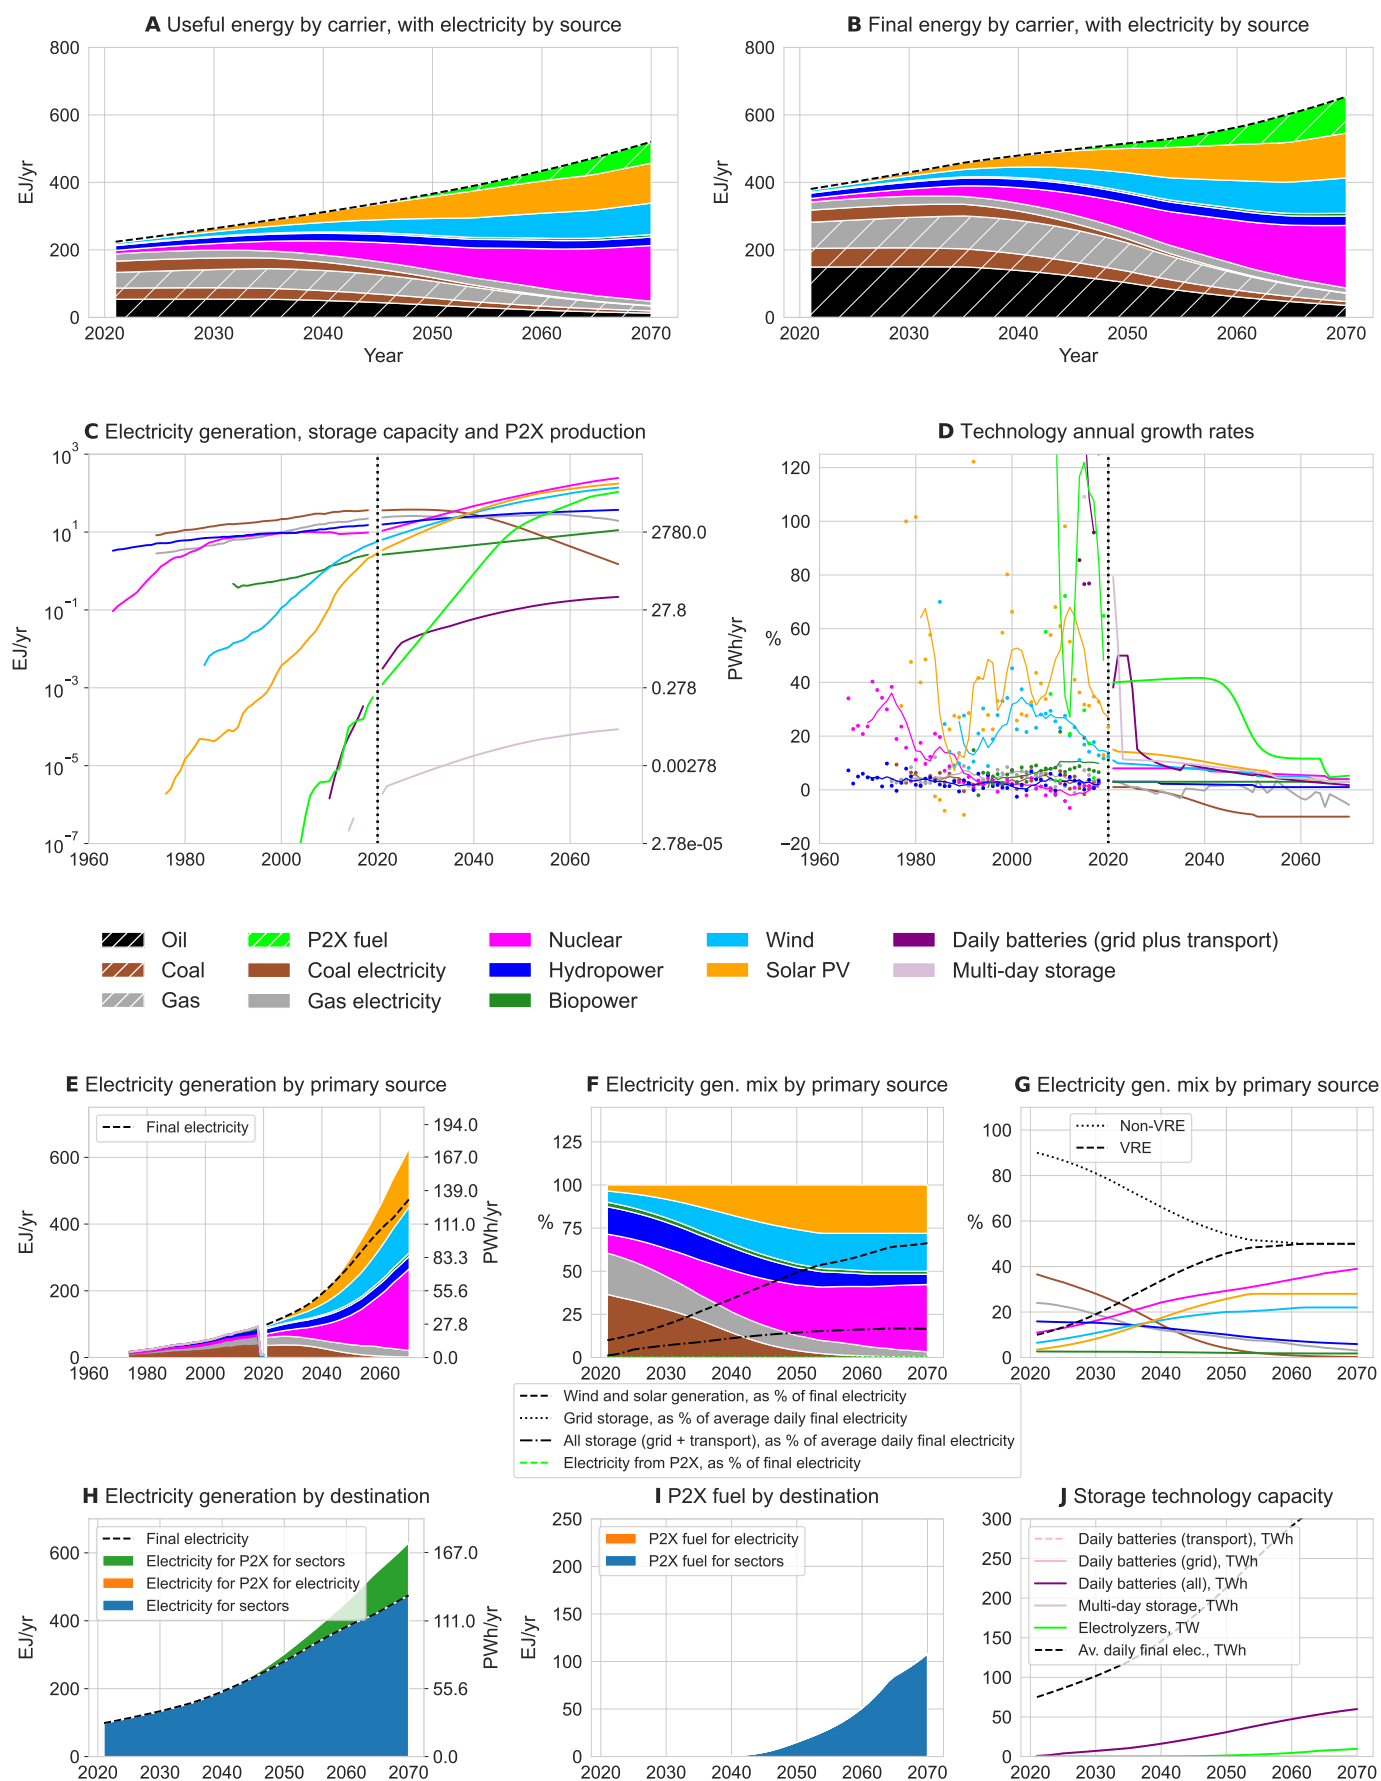 A Useful energy by carrier, with electricity by source
800
600
400
200
0
EJ/yr
2020 2030 2040 2050 2060 2070
Year
B Final energy by carrier, with electricity by source
800
600
400
200
0
EJ/yr
2020 2030 2040 2050 2060 2070
Year
C Electricity generation, storage capacity and P2X production
10³
10¹
10⁻¹
10⁻³
10⁻⁵
10⁻⁷
EJ/yr
2780.0
27.8
0.278
0.00278
2.78e-05
PWh/yr
1960 1980 2000 2020 2040 2060
D Technology annual growth rates
120
100
80
60
40
20
0
−20
%
1960 1980 2000 2020 2040 2060
Oil P2X fuel Nuclear Wind Daily batteries (grid plus transport)
Coal Coal electricity Hydropower Solar PV Multi-day storage
Gas Gas electricity Biopower
E Electricity generation by primary source
Final electricity
600
400
200
0
EJ/yr
194.0
167.0
139.0
111.0
83.3
55.6
27.8
0.0
PWh/yr
1960 1980 2000 2020 2040 2060
F Electricity gen. mix by primary source
125
100
75
50
25
0
%
2020 2030 2040 2050 2060 2070
Wind and solar generation, as % of final electricity
Grid storage, as % of average daily final electricity
All storage (grid + transport), as % of average daily final electricity
Electricity from P2X, as % of final electricity
G Electricity gen. mix by primary source
Non-VRE
VRE
100
80
60
40
20
0
%
2020 2030 2040 2050 2060 2070
H Electricity generation by destination
Final electricity
Electricity for P2X for sectors
Electricity for P2X for electricity
Electricity for sectors
600
400
200
0
EJ/yr
167.0
111.0
55.6
0.0
PWh/yr
2020 2030 2040 2050 2060 2070
I P2X fuel by destination
P2X fuel for electricity
P2X fuel for sectors
250
200
150
100
50
0
EJ/yr
2020 2030 2040 2050 2060 2070
J Storage technology capacity
Daily batteries (transport), TWh
Daily batteries (grid), TWh
Daily batteries (all), TWh
Multi-day storage, TWh
Electrolyzers, TW
Av. daily final elec., TWh
300
250
200
150
100
50
0
2020 2030 2040 2050 2060 2070